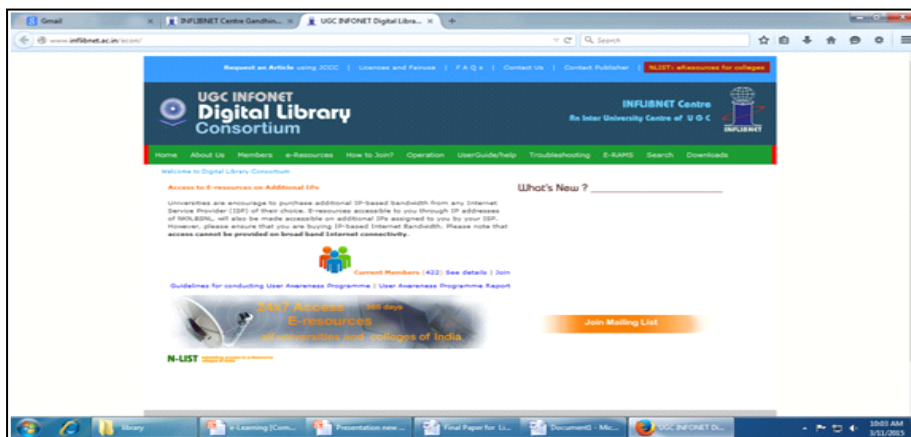 Gmail
INFLIBNET Centre Gandhin...
UGC INFONET Digital Libra...
www.inflibnet.ac.in/econ/
Search
Request an Article using JCCC | Licences and Fairuse | F A Q s | Contact Us | Contact Publisher | NLIST: eResources for colleges
UGC INFONET
Digital Library
Consortium
INFLIBNET Centre
An Inter University Centre of U G C
INFLIBNET
Home About Us Members e-Resources How to Join? Operation UserGuide/help Troubleshooting E-RAMS Search Downloads
Welcome to Digital Library Consortium
Access to E-resources on Additional IPs
What's New ?
Universities are encourage to purchase additional IP-based bandwidth from any Internet
Service Provider (ISP) of their choice. E-resources accessible to you through IP addresses
of NKN,BSNL, will also be made accessible on additional IPs assigned to you by your ISP.
However, please ensure that you are buying IP-based Internet Bandwidth. Please note that
access cannot be provided on broad band Internet connectivity.
Current Members (422) See details | Join
Guidelines for conducting User Awareness Programme | User Awareness Programme Report
24x7 Access 365 days
E-resources
all universities and colleges of India
Join Mailing List
N-LIST
library
e-Learning [Com...
Presentation new ...
Final Paper for Li...
Document1 - Mic...
UGC INFONET Di...
10:03 AM
3/11/2015